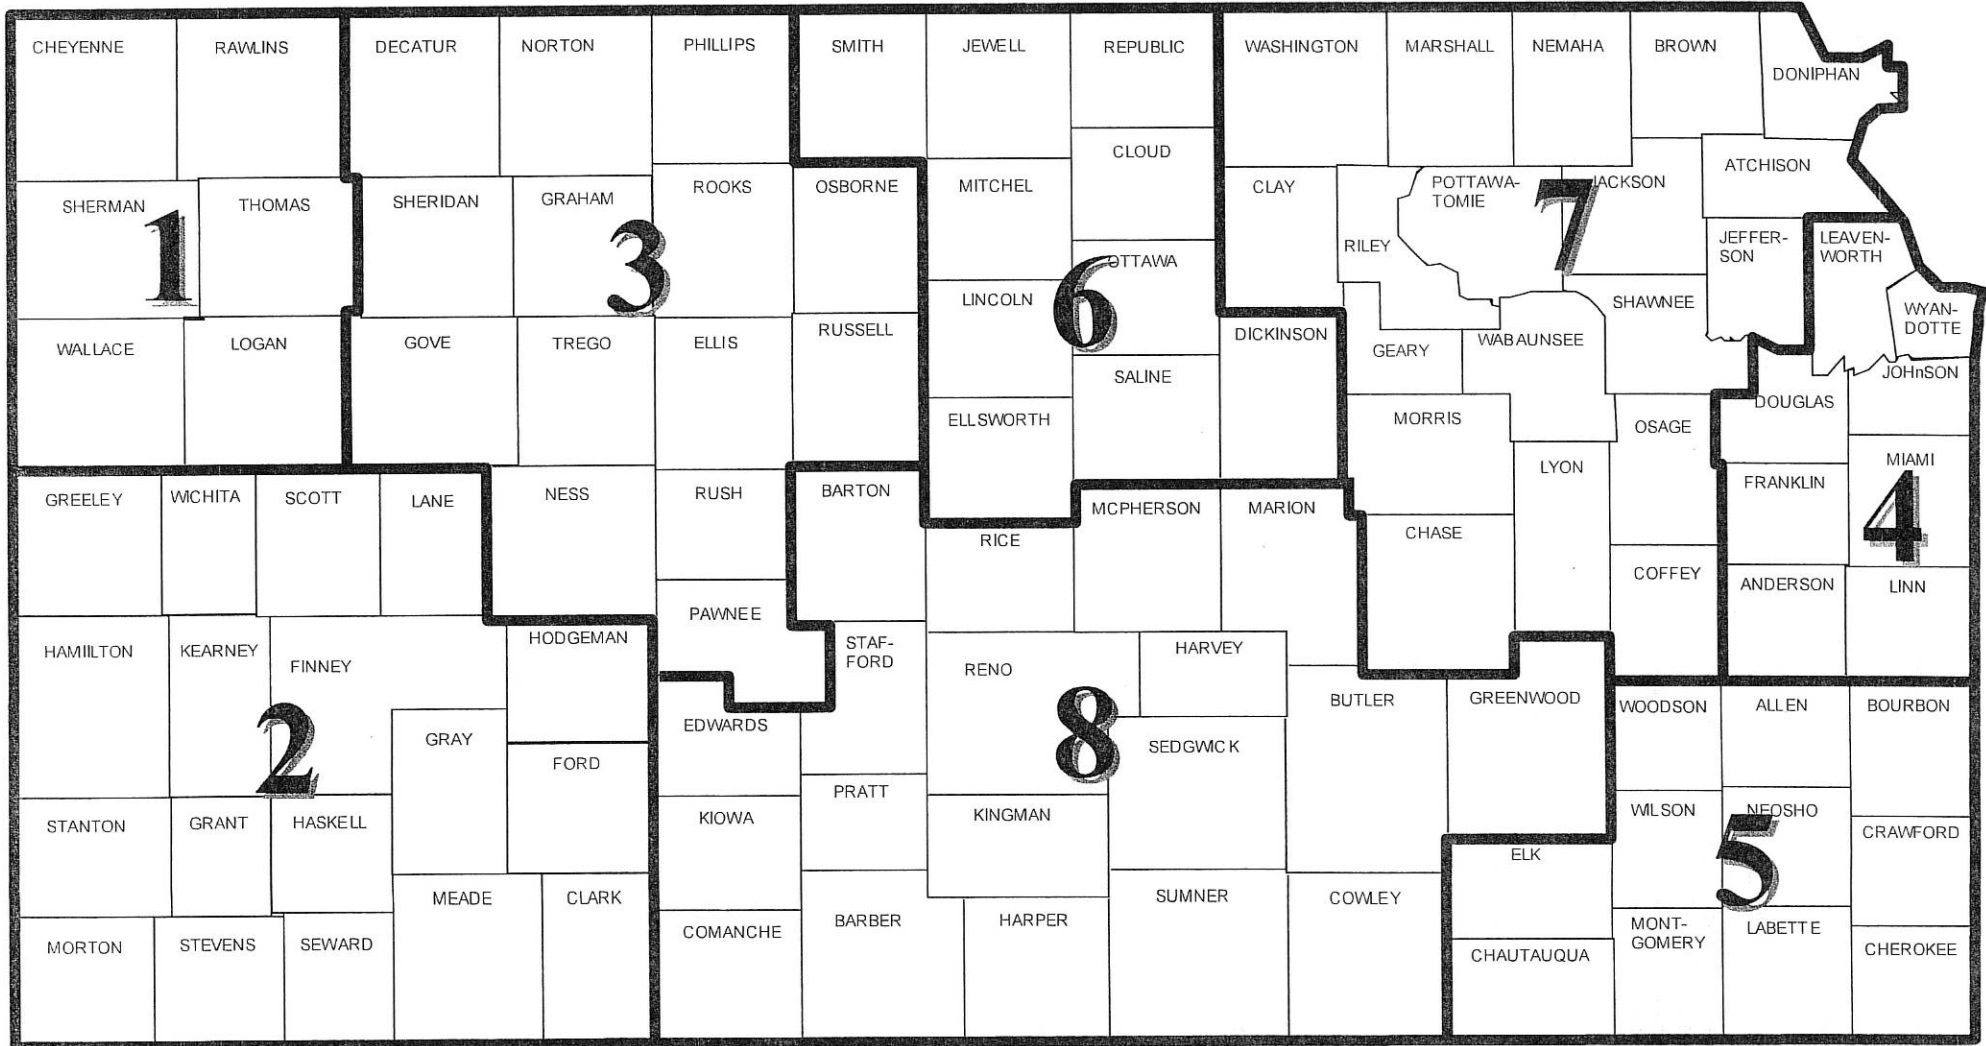 CHEYENNE
RAWLINS
DECATUR
NORTON
PHILLIPS
SMITH
JEWELL
REPUBLIC
WASHINGTON
MARSHALL
NEMAHA
BROWN
DONIPHAN
CLOUD
ATCHISON
SHERMAN
THOMAS
SHERIDAN
GRAHAM
ROOKS
OSBORNE
MITCHEL
CLAY
POTTAWA-
TOMIE
JACKSON
1
3
6
7
RILEY
OTTAWA
JEFFER-
SON
LEAVEN-
WORTH
WYAN-
DOTTE
LINCOLN
SHAWNEE
WALLACE
LOGAN
GOVE
TREGO
ELLIS
RUSSELL
DICKINSON
GEARY
WABAUNSEE
SALINE
JOHnSON
DOUGLAS
ELLSWORTH
MORRIS
OSAGE
LYON
MIAMI
FRANKLIN
4
GREELEY
WICHITA
SCOTT
LANE
NESS
RUSH
BARTON
MCPHERSON
MARION
RICE
CHASE
COFFEY
ANDERSON
LINN
PAWNEE
HAMIILTON
KEARNEY
FINNEY
HODGEMAN
STAF-
FORD
RENO
HARVEY
BUTLER
GREENWOOD
WOODSON
ALLEN
BOURBON
2
8
EDWARDS
GRAY
FORD
SEDGWICK
PRATT
STANTON
GRANT
HASKELL
KIOWA
KINGMAN
WILSON
NEOSHO
CRAWFORD
5
ELK
MEADE
CLARK
SUMNER
COWLEY
MORTON
STEVENS
SEWARD
COMANCHE
BARBER
HARPER
MONT-
GOMERY
LABETTE
CHAUTAUQUA
CHEROKEE